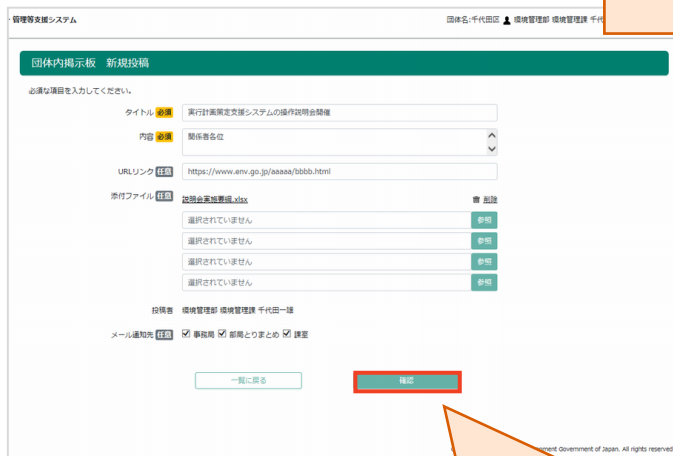 管理等支援システム
団体名:千代田区 環境管理部 環境管理課 千代
団体内掲示板 新規投稿
必須な項目を入力してください。
タイトル 必須 実行計画策定支援システムの操作説明会開催
内容 必須 関係者各位
URLリンク 任意 https://www.env.go.jp/aaaaa/bbbb.html
添付ファイル 任意 説明会実施要綱.xlsx 削除
選択されていません 参照
選択されていません 参照
選択されていません 参照
選択されていません 参照
投稿者 環境管理部 環境管理課 千代田一雄
メール通知先 任意 事務局 部局とりまとめ 課室
一覧に戻る 確認
Government of Japan. All rights reserved